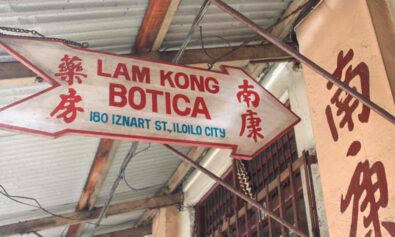 藥房
LAM KONG
BOTICA
180 IZNART ST., ILOILO CITY
南康
南康